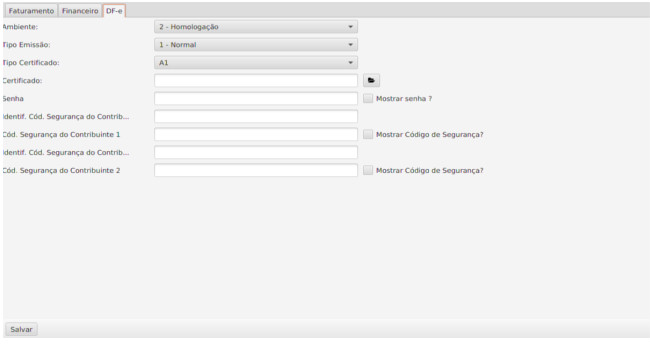 Faturamento Financeiro DF-e
Ambiente: 2 - Homologação
Tipo Emissão: 1 - Normal
Tipo Certificado: A1
Certificado:
Senha Mostrar senha ?
Identif. Cód. Segurança do Contrib...
Cód. Segurança do Contribuinte 1 Mostrar Código de Segurança?
Identif. Cód. Segurança do Contrib...
Cód. Segurança do Contribuinte 2 Mostrar Código de Segurança?
Salvar